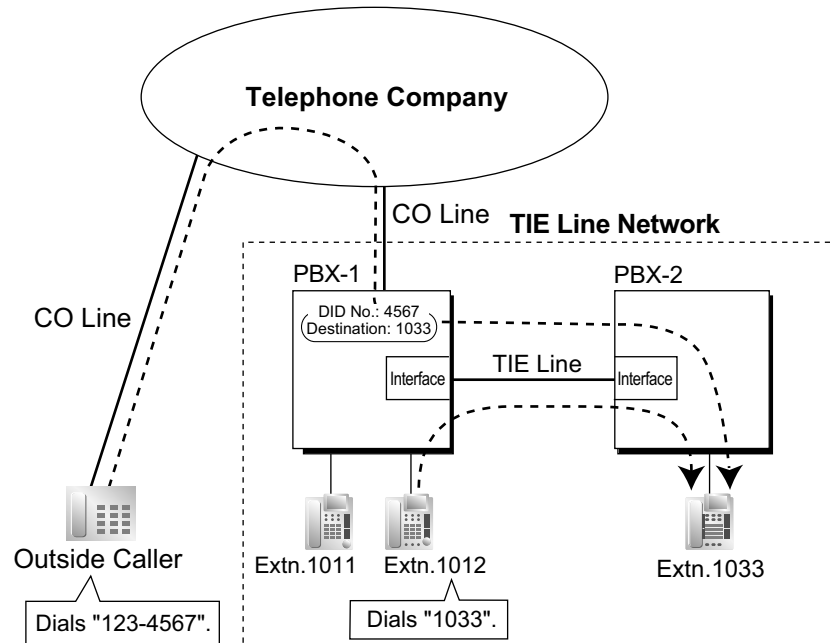 Telephone Company
CO Line
TIE Line Network
PBX-1
PBX-2
DID No.: 4567
Destination: 1033
CO Line
Interface
TIE Line
Interface
Outside Caller
Extn.1011
Extn.1012
Extn.1033
Dials "123-4567".
Dials "1033".